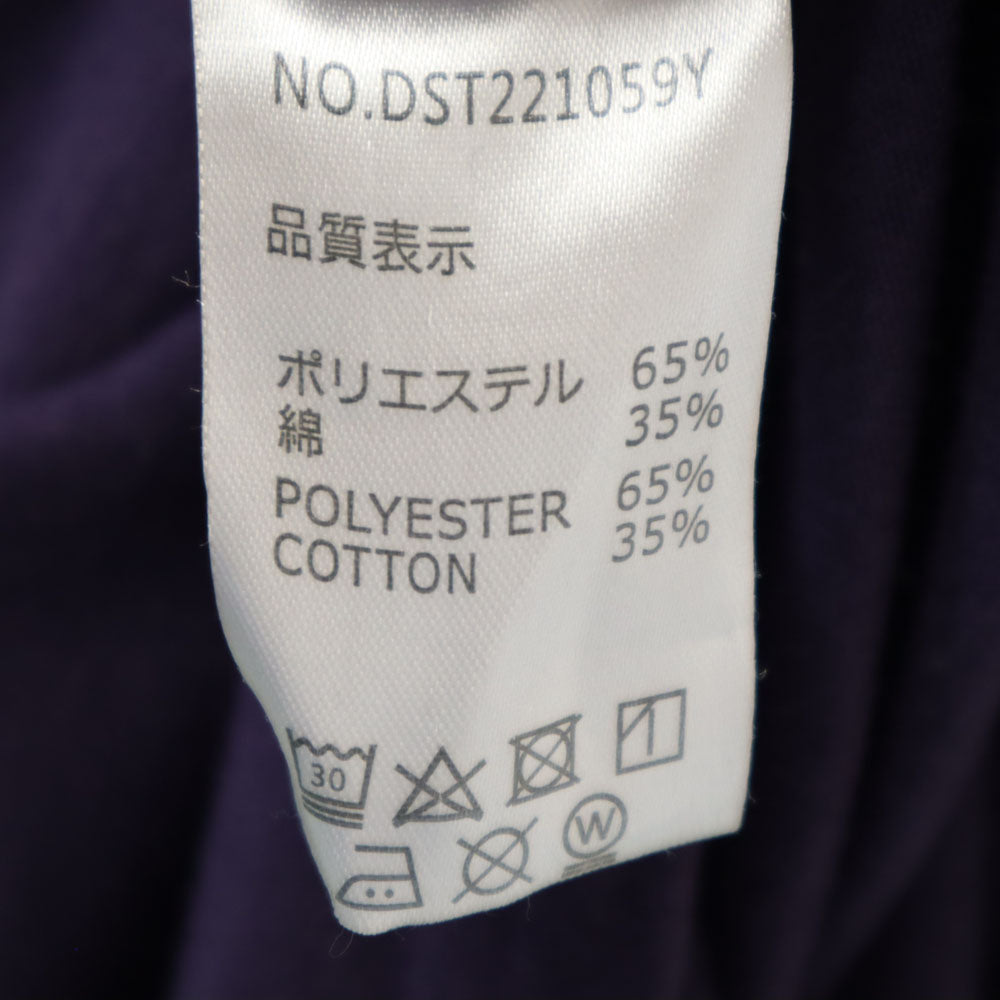 NO.DST221059Y
品質表示
ポリエステル 65%
綿 35%
POLYESTER 65%
COTTON 35%
30
W